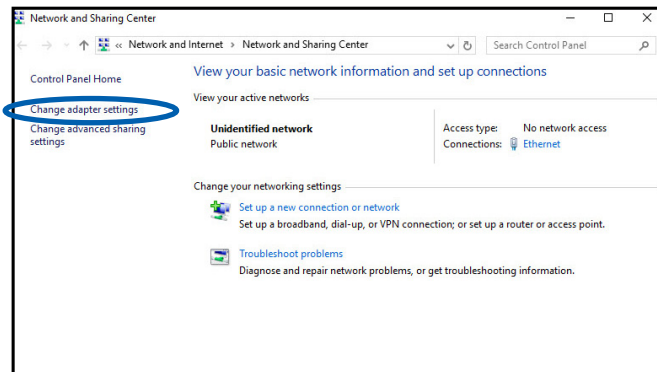 Network and Sharing Center
« Network and Internet > Network and Sharing Center
Search Control Panel
Control Panel Home
Change adapter settings
Change advanced sharing
settings
View your basic network information and set up connections
View your active networks
Unidentified network
Public network
Access type: No network access
Connections: Ethernet
Change your networking settings
Set up a new connection or network
Set up a broadband, dial-up, or VPN connection; or set up a router or access point.
Troubleshoot problems
Diagnose and repair network problems, or get troubleshooting information.